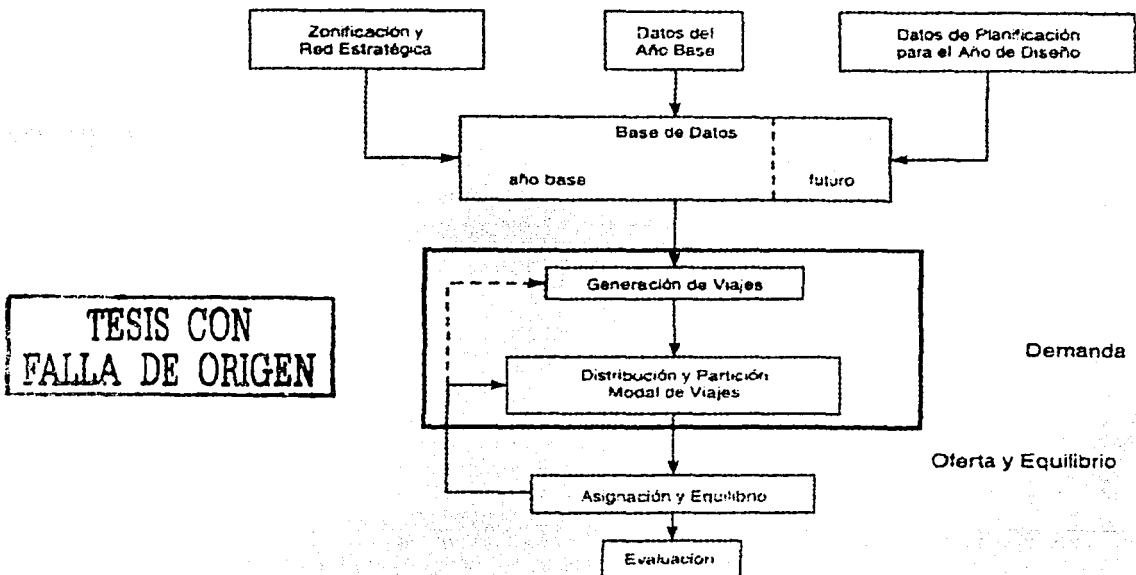 Zonificación y
Red Estratégica
Datos del
Año Base
Datos de Planificación
para el Año de Diseño
Base de Datos
año base
futuro
Generación de Viajes
TESIS CON
FALLA DE ORIGEN
Demanda
Distribución y Partición
Modal de Viajes
Oferta y Equilibrio
Asignación y Equilibrio
Evaluación